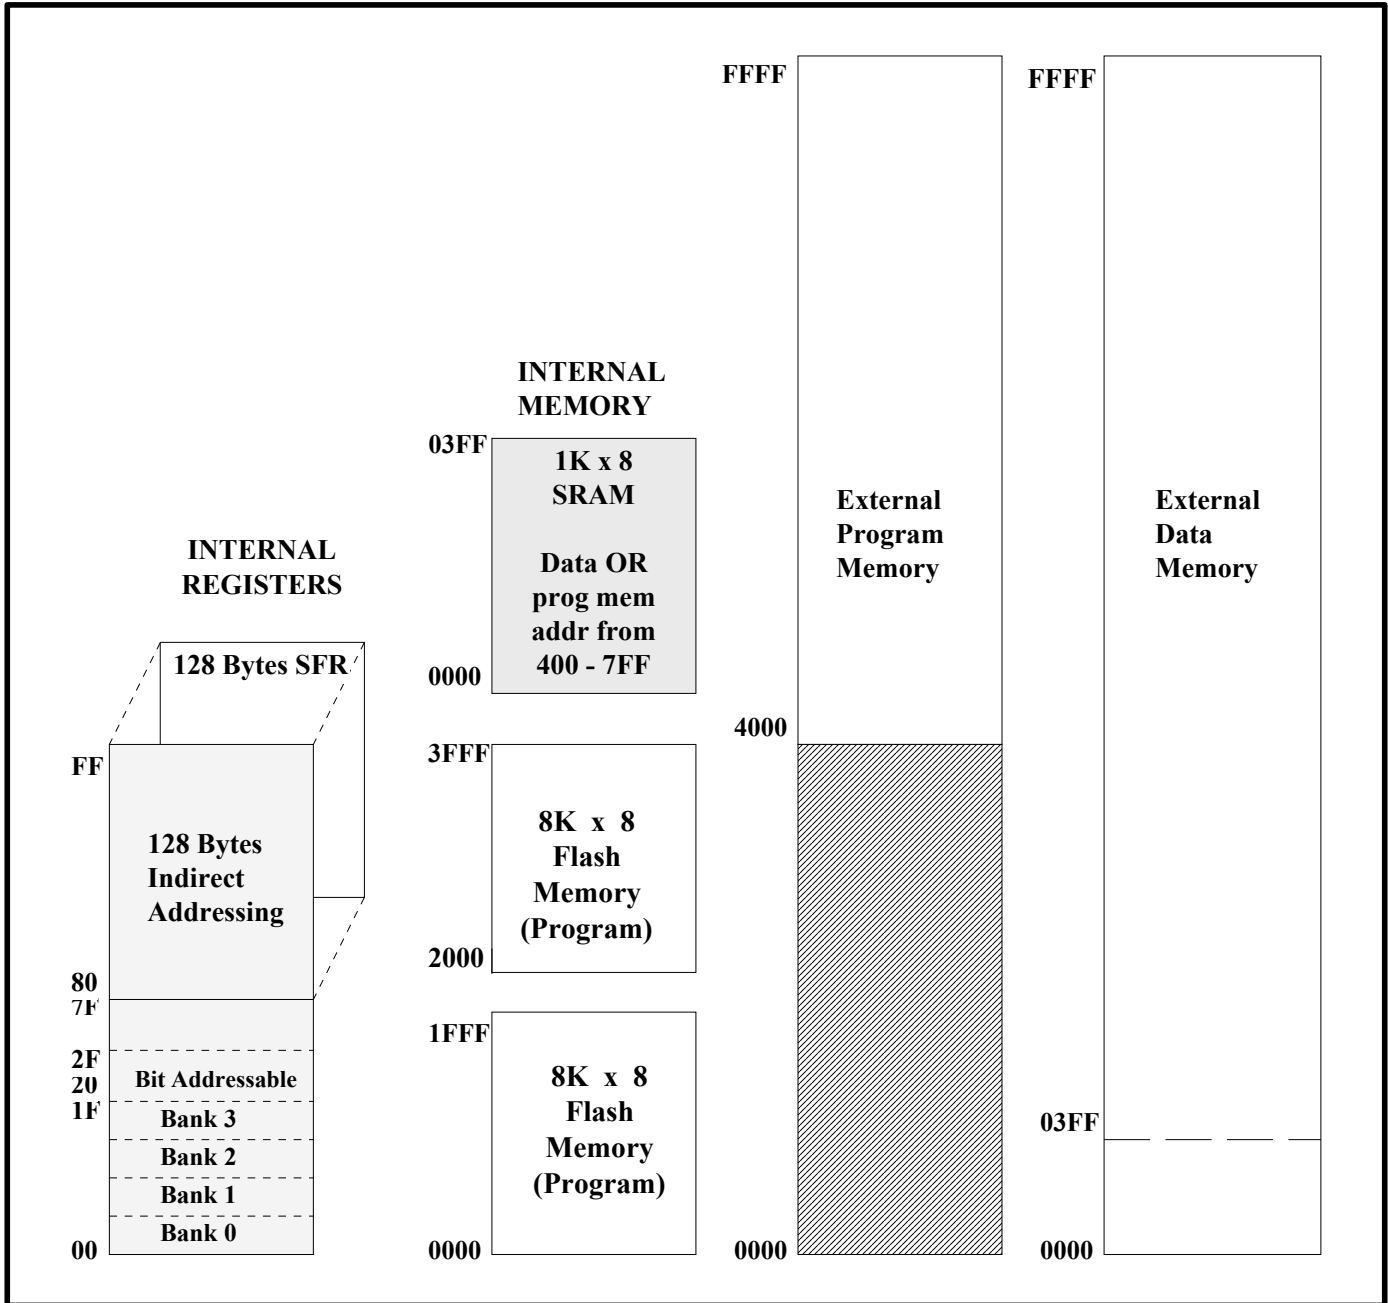 INTERNAL
REGISTERS
128 Bytes SFR
FF
128 Bytes
Indirect
Addressing
80
7F
2F
20
Bit Addressable
1F
Bank 3
Bank 2
Bank 1
Bank 0
00
INTERNAL
MEMORY
03FF
1K x 8
SRAM
Data OR
prog mem
addr from
400 - 7FF
0000
3FFF
8K x 8
Flash
Memory
(Program)
2000
1FFF
8K x 8
Flash
Memory
(Program)
0000
FFFF
External
Program
Memory
4000
0000
FFFF
External
Data
Memory
03FF
0000